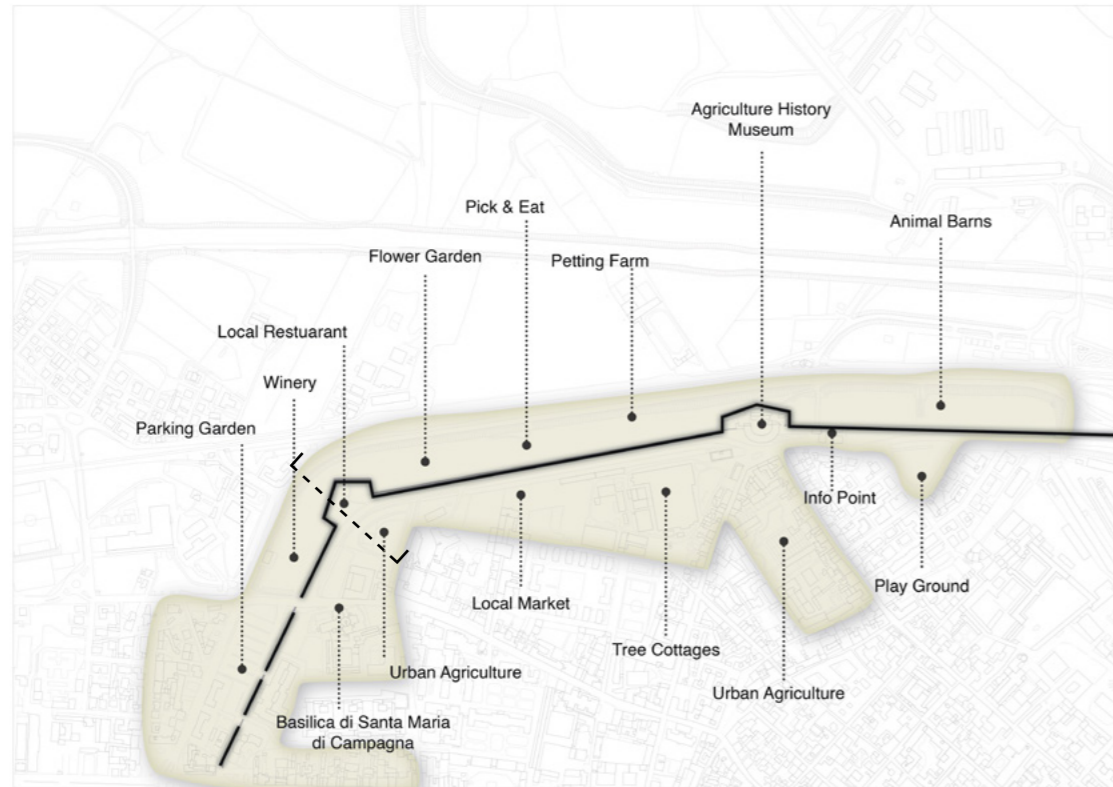 Agriculture History
Museum
Pick & Eat
Animal Barns
Flower Garden
Petting Farm
Local Restuarant
Winery
Parking Garden
Info Point
Play Ground
Local Market
Tree Cottages
Urban Agriculture
Urban Agriculture
Basilica di Santa Maria
di Campagna